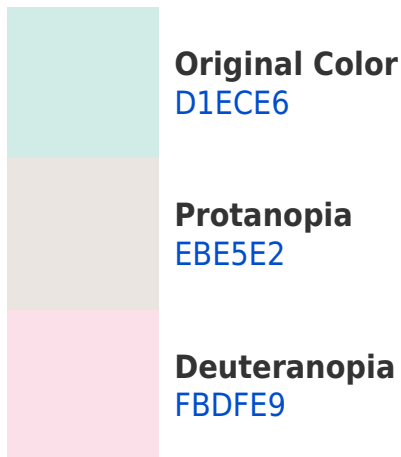 Original Color
D1ECE6
Protanopia
EBE5E2
Deuteranopia
FBDFE9